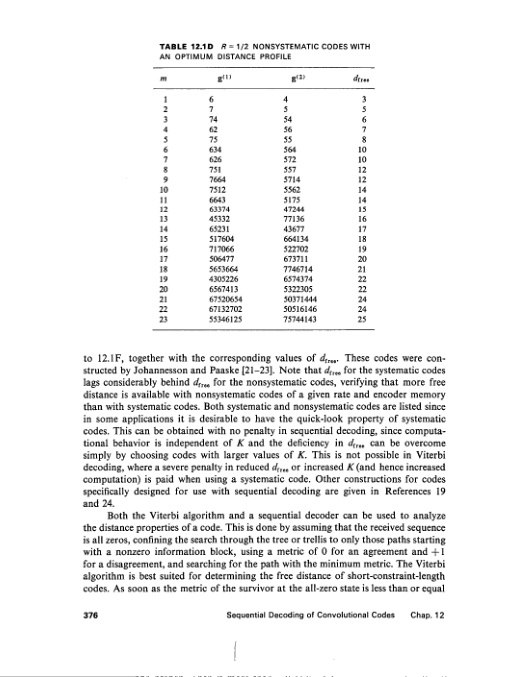 TABLE 12.1D R = 1/2 NONSYSTEMATIC CODES WITH
AN OPTIMUM DISTANCE PROFILE
m g(1) g(2) dfree
1 6 4 3
2 7 5 5
3 74 54 6
4 62 56 7
5 75 55 8
6 634 564 10
7 626 572 10
8 751 557 12
9 7664 5714 12
10 7512 5562 14
11 6643 5175 14
12 63374 47244 15
13 45332 77136 16
14 65231 43677 17
15 517604 664134 18
16 717066 522702 19
17 506477 673711 20
18 5653664 7746714 21
19 4305226 6574374 22
20 6567413 5322305 22
21 67520654 50371444 24
22 67132702 50516146 24
23 55346125 75744143 25
to 12.1F, together with the corresponding values of dfree. These codes were con-
structed by Johannesson and Paaske [21–23]. Note that dfree for the systematic codes
lags considerably behind dfree for the nonsystematic codes, verifying that more free
distance is available with nonsystematic codes of a given rate and encoder memory
than with systematic codes. Both systematic and nonsystematic codes are listed since
in some applications it is desirable to have the quick-look property of systematic
codes. This can be obtained with no penalty in sequential decoding, since computa-
tional behavior is independent of K and the deficiency in dfree can be overcome
simply by choosing codes with larger values of K. This is not possible in Viterbi
decoding, where a severe penalty in reduced dfree or increased K (and hence increased
computation) is paid when using a systematic code. Other constructions for codes
specifically designed for use with sequential decoding are given in References 19
and 24.
Both the Viterbi algorithm and a sequential decoder can be used to analyze
the distance properties of a code. This is done by assuming that the received sequence
is all zeros, confining the search through the tree or trellis to only those paths starting
with a nonzero information block, using a metric of 0 for an agreement and +1
for a disagreement, and searching for the path with the minimum metric. The Viterbi
algorithm is best suited for determining the free distance of short-constraint-length
codes. As soon as the metric of the survivor at the all-zero state is less than or equal
376 Sequential Decoding of Convolutional Codes Chap. 12